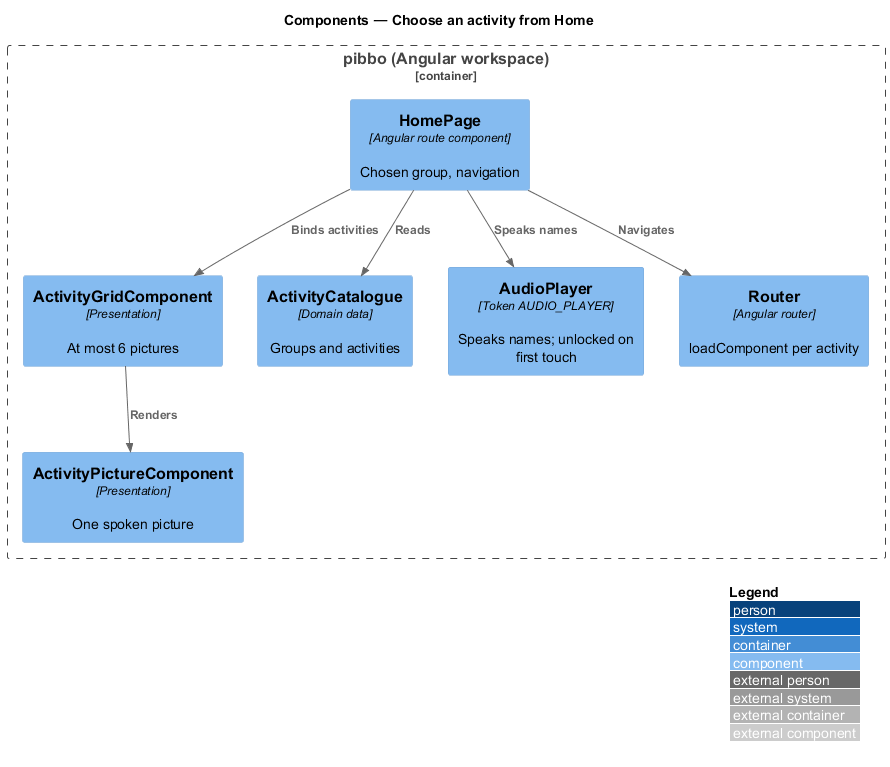 Components — Choose an activity from Home
pibbo (Angular workspace)
[container]
HomePage
[Angular route component]
Chosen group, navigation
Binds activities
Reads
Speaks names
Navigates
ActivityGridComponent
[Presentation]
At most 6 pictures
ActivityCatalogue
[Domain data]
Groups and activities
AudioPlayer
[Token AUDIO_PLAYER]
Speaks names; unlocked on
first touch
Router
[Angular router]
loadComponent per activity
Renders
ActivityPictureComponent
[Presentation]
One spoken picture
Legend
person
system
container
component
external person
external system
external container
external component